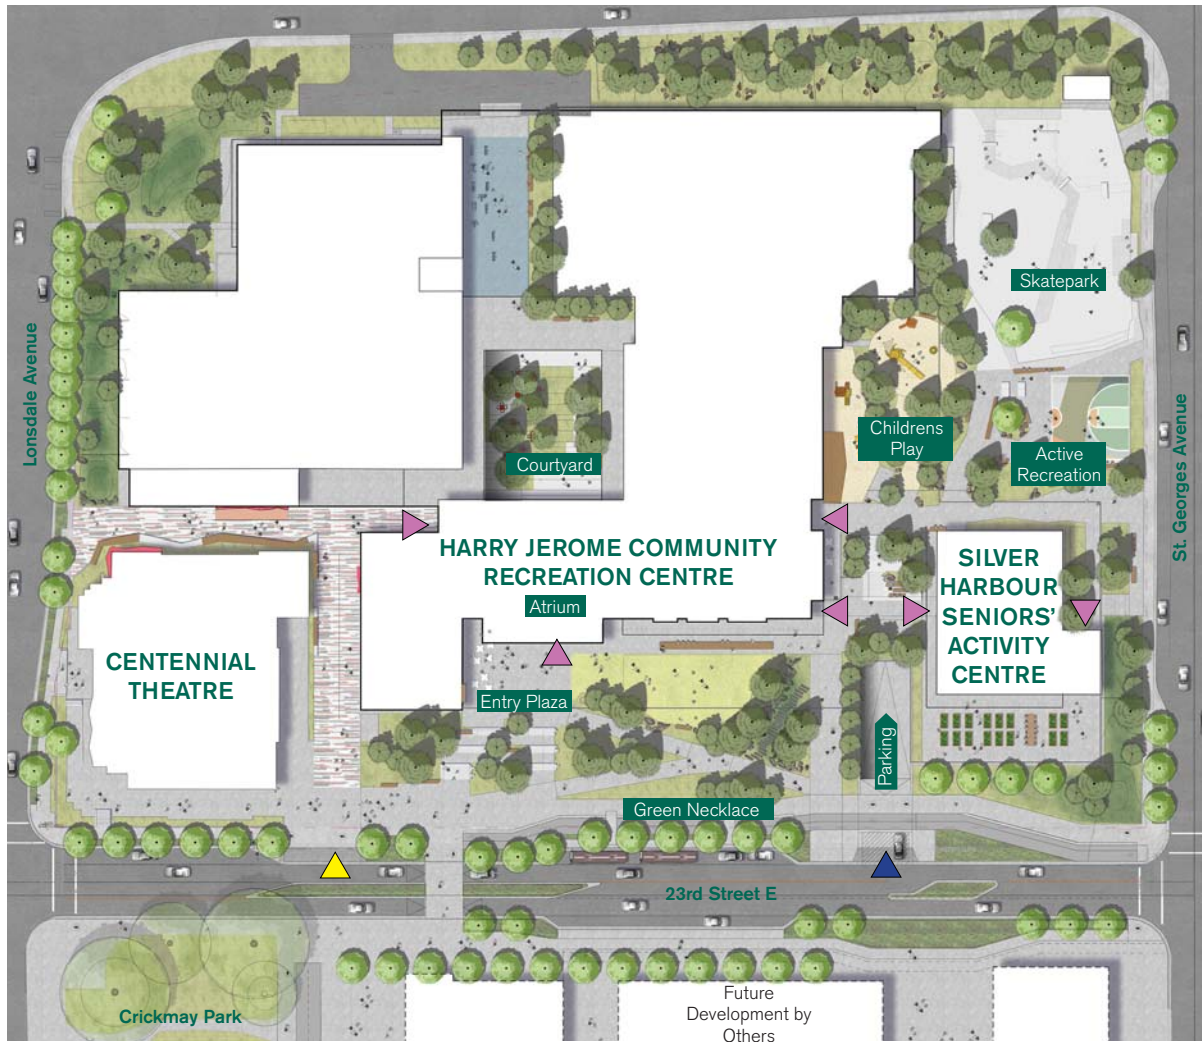 Skatepark
Lonsdale Avenue
St. Georges Avenue
Childrens
Play
Courtyard
Active
Recreation
HARRY JEROME COMMUNITY
RECREATION CENTRE
Atrium
SILVER
HARBOUR
SENIORS’
ACTIVITY
CENTRE
CENTENNIAL
THEATRE
Entry Plaza
Parking
Green Necklace
23rd Street E
Crickmay Park
Future
Development by
Others